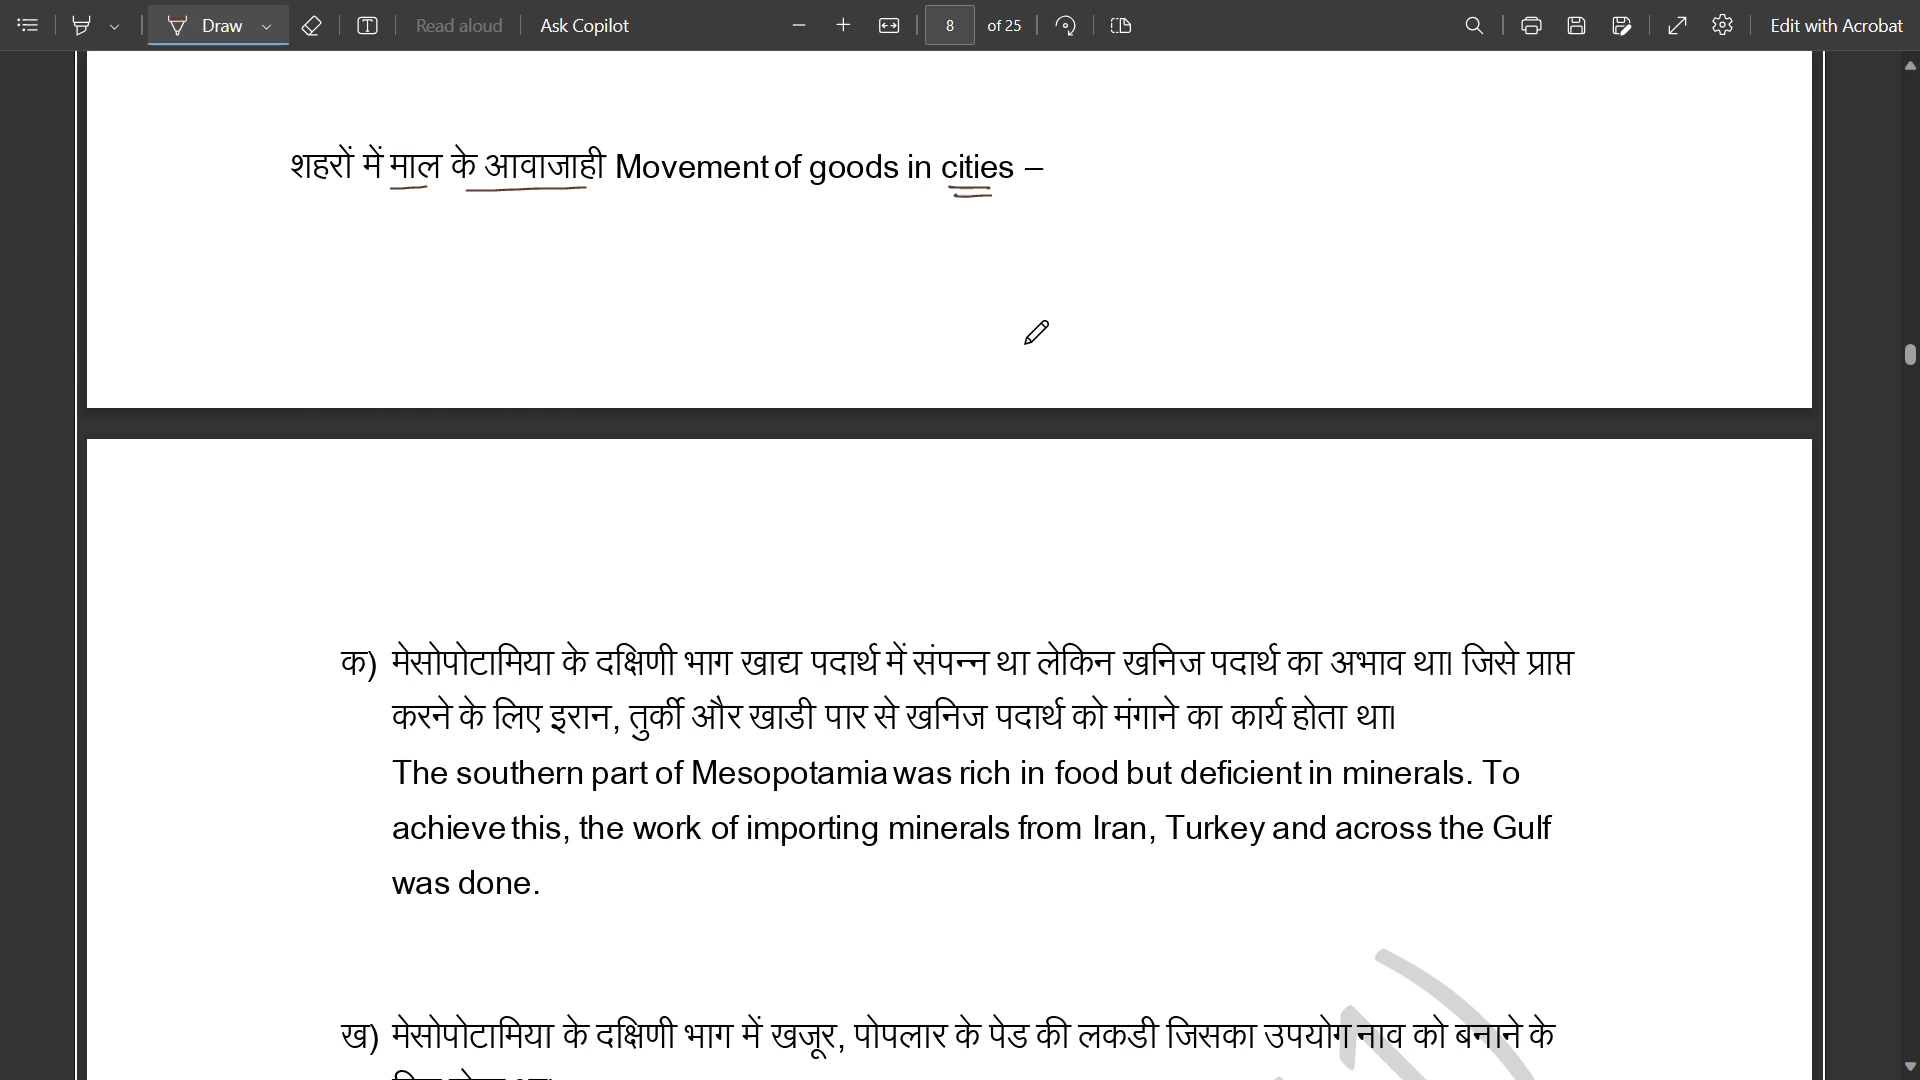 Draw
Read aloud
Ask Copilot
8 of 25
Edit with Acrobat
शहरों में माल के आवाजाही Movement of goods in cities –
क) मेसोपोटामिया के दक्षिणी भाग खाद्य पदार्थ में संपन्न था लेकिन खनिज पदार्थ का अभाव था। जिसे प्राप्त
करने के लिए इरान, तुर्की और खाडी पार से खनिज पदार्थ को मंगाने का कार्य होता था।
The southern part of Mesopotamia was rich in food but deficient in minerals. To
achieve this, the work of importing minerals from Iran, Turkey and across the Gulf
was done.
ख) मेसोपोटामिया के दक्षिणी भाग में खजूर, पोपलार के पेड की लकडी जिसका उपयोग नाव को बनाने के